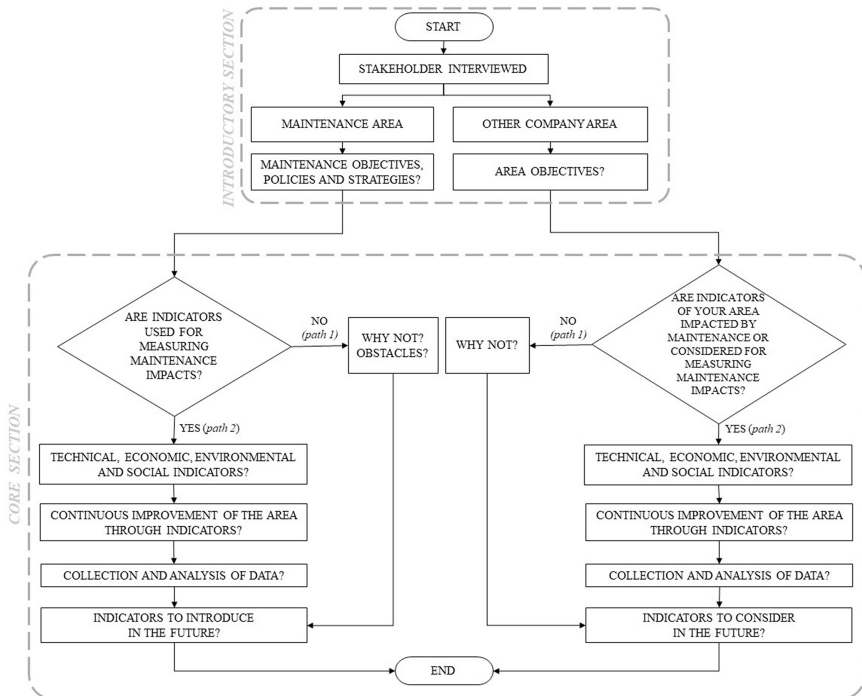 INTRODUCTORY SECTION
START
STAKEHOLDER INTERVIEWED
MAINTENANCE AREA
OTHER COMPANY AREA
MAINTENANCE OBJECTIVES,
POLICIES AND STRATEGIES?
AREA OBJECTIVES?
CORE SECTION
ARE INDICATORS
USED FOR
MEASURING
MAINTENANCE
IMPACTS?
NO
(path 1)
WHY NOT?
OBSTACLES?
WHY NOT?
NO
(path 1)
ARE INDICATORS
OF YOUR AREA
IMPACTED BY
MAINTENANCE OR
CONSIDERED FOR
MEASURING
MAINTENANCE
IMPACTS?
YES (path 2)
TECHNICAL, ECONOMIC, ENVIRONMENTAL
AND SOCIAL INDICATORS?
CONTINUOUS IMPROVEMENT OF THE AREA
THROUGH INDICATORS?
COLLECTION AND ANALYSIS OF DATA?
INDICATORS TO INTRODUCE
IN THE FUTURE?
YES (path 2)
TECHNICAL, ECONOMIC, ENVIRONMENTAL
AND SOCIAL INDICATORS?
CONTINUOUS IMPROVEMENT OF THE AREA
THROUGH INDICATORS?
COLLECTION AND ANALYSIS OF DATA?
INDICATORS TO CONSIDER
IN THE FUTURE?
END